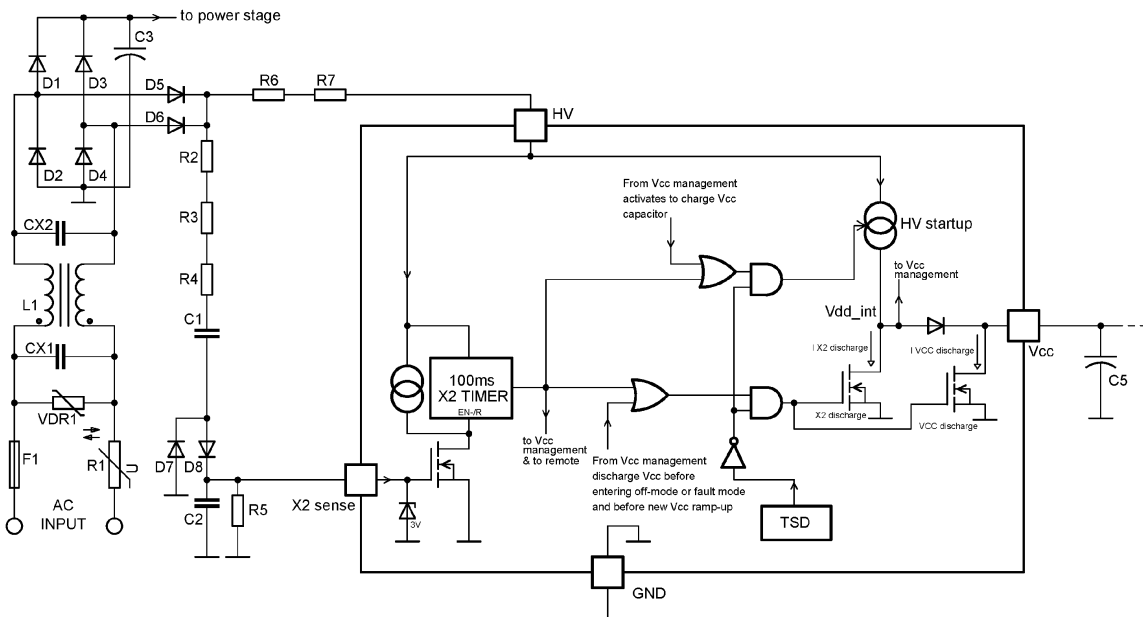 to power stage
C3
D1
D3
D5
D6
D2
D4
R6
R7
HV
R2
R3
R4
C1
CX2
L1
CX1
VDR1
F1
R1
U
AC
INPUT
D7
D8
C2
R5
X2 sense
3V
100ms
X2 TIMER
EN-/R
From Vcc management
activates to charge Vcc
capacitor
HV startup
to Vcc
management
Vdd_int
Vcc
C5
I X2 discharge
I VCC discharge
X2 discharge
VCC discharge
to Vcc
management
& to remote
From Vcc management
discharge Vcc before
entering off-mode or fault mode
and before new Vcc ramp-up
TSD
GND